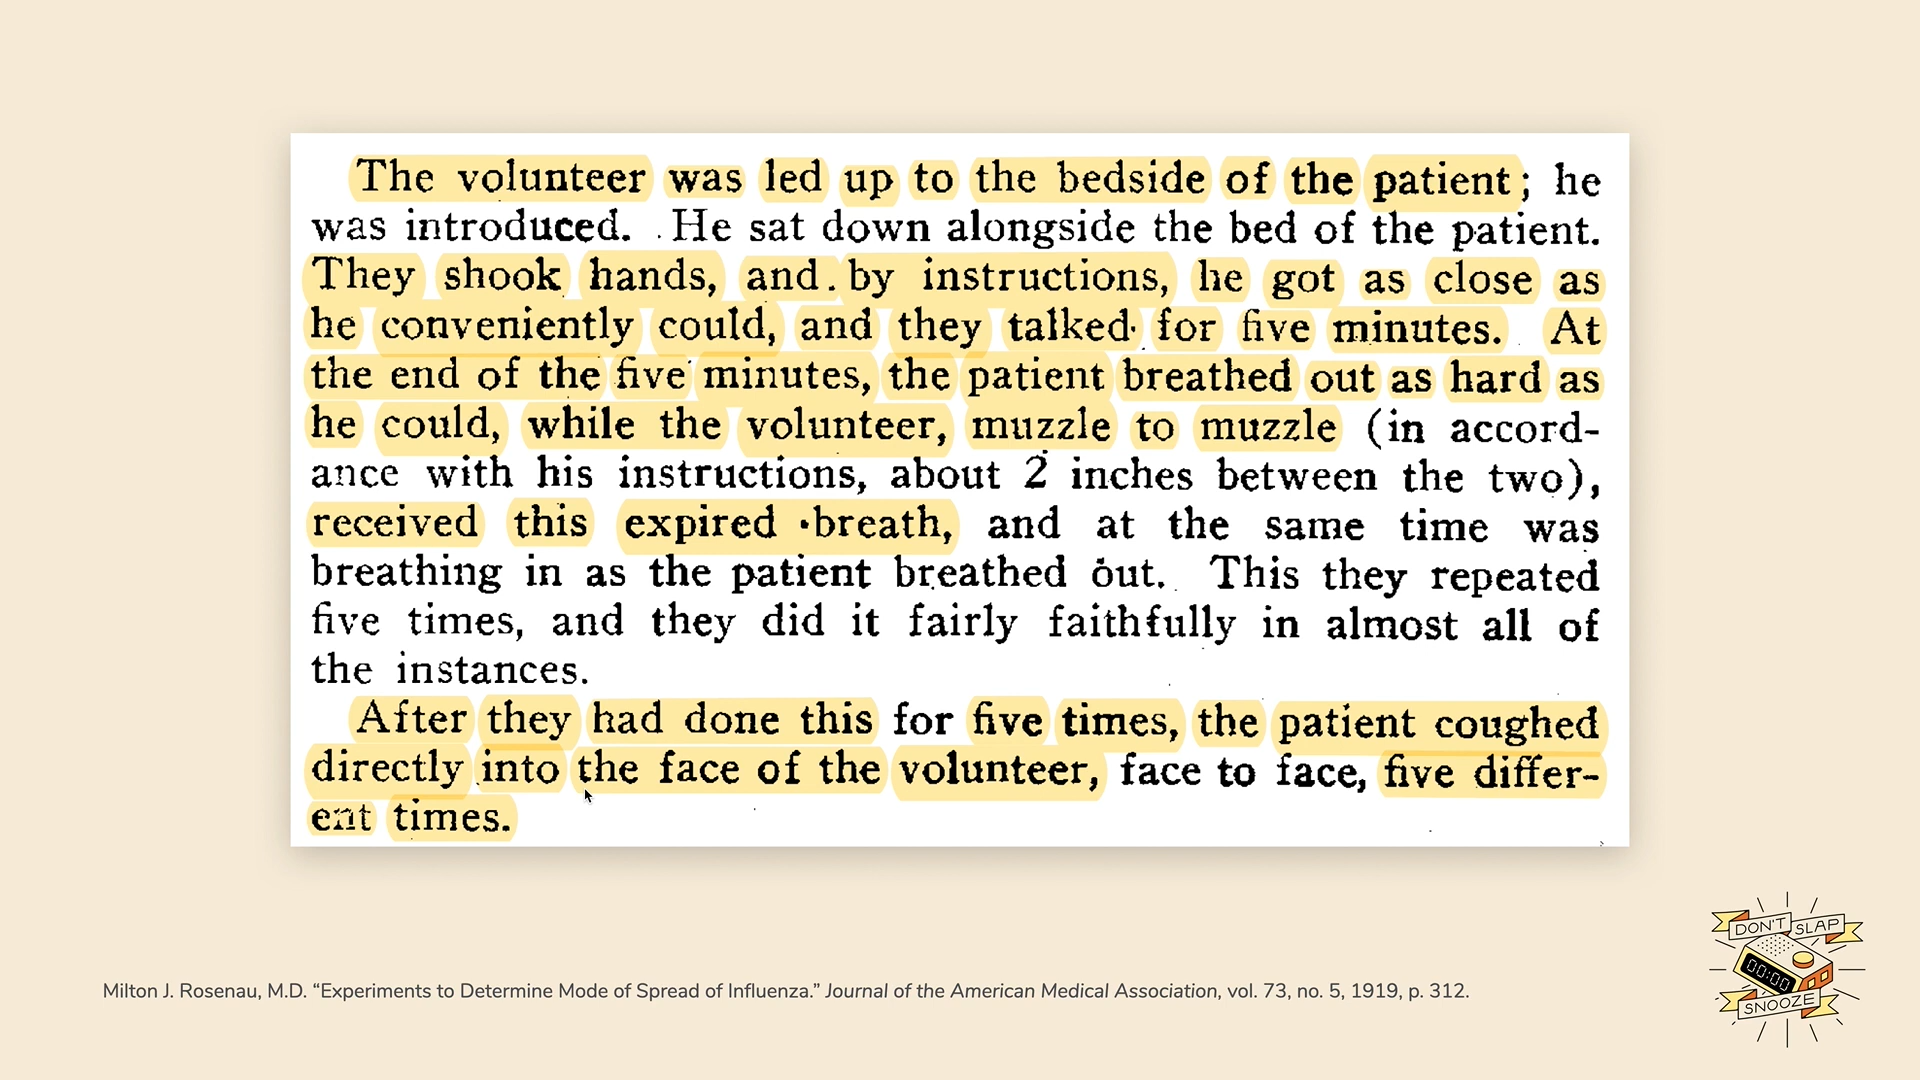 The volunteer was led up to the bedside of the patient; he
was introduced. He sat down alongside the bed of the patient.
They shook hands, and by instructions, he got as close as
he conveniently could, and they talked for five minutes. At
the end of the five minutes, the patient breathed out as hard as
he could, while the volunteer, muzzle to muzzle (in accord-
ance with his instructions, about 2 inches between the two),
received this expired breath, and at the same time was
breathing in as the patient breathed out. This they repeated
five times, and they did it fairly faithfully in almost all of
the instances.
After they had done this for five times, the patient coughed
directly into the face of the volunteer, face to face, five differ-
ent times.
Milton J. Rosenau, M.D. “Experiments to Determine Mode of Spread of Influenza.” Journal of the American Medical Association, vol. 73, no. 5, 1919, p. 312.
DON'T SLAP
00:00
SNOOZE